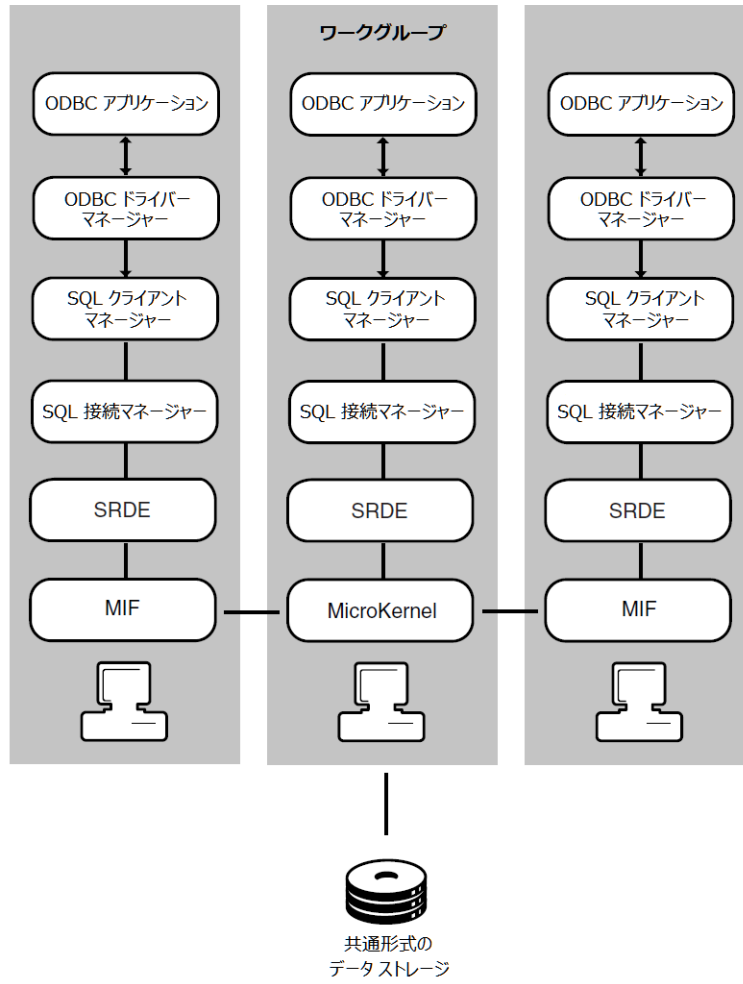 ワークグループ
ODBC アプリケーション
ODBC アプリケーション
ODBC アプリケーション
ODBC ドライバー
マネージャー
ODBC ドライバー
マネージャー
ODBC ドライバー
マネージャー
SQL クライアント
マネージャー
SQL クライアント
マネージャー
SQL クライアント
マネージャー
SQL 接続マネージャー
SQL 接続マネージャー
SQL 接続マネージャー
SRDE
SRDE
SRDE
MIF
MicroKernel
MIF
共通形式の
データ ストレージ